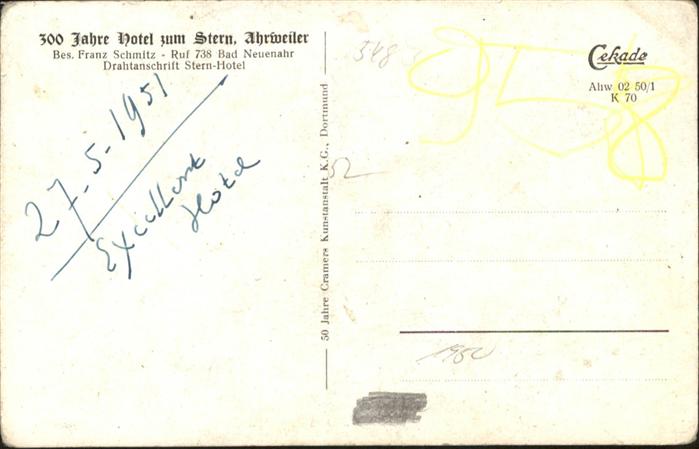 300 Jahre Hotel zum Stern, Ahrweiler
Bes. Franz Schmitz - Ruf 738 Bad Neuenahr
Drahtanschrift Stern-Hotel
27-5-1951
Excellent
Hotel
50 Jahre Cramers Kunstanstalt K.G., Dortmund
348
52
Cekade
Ahw 02 50/1
K 70
1950